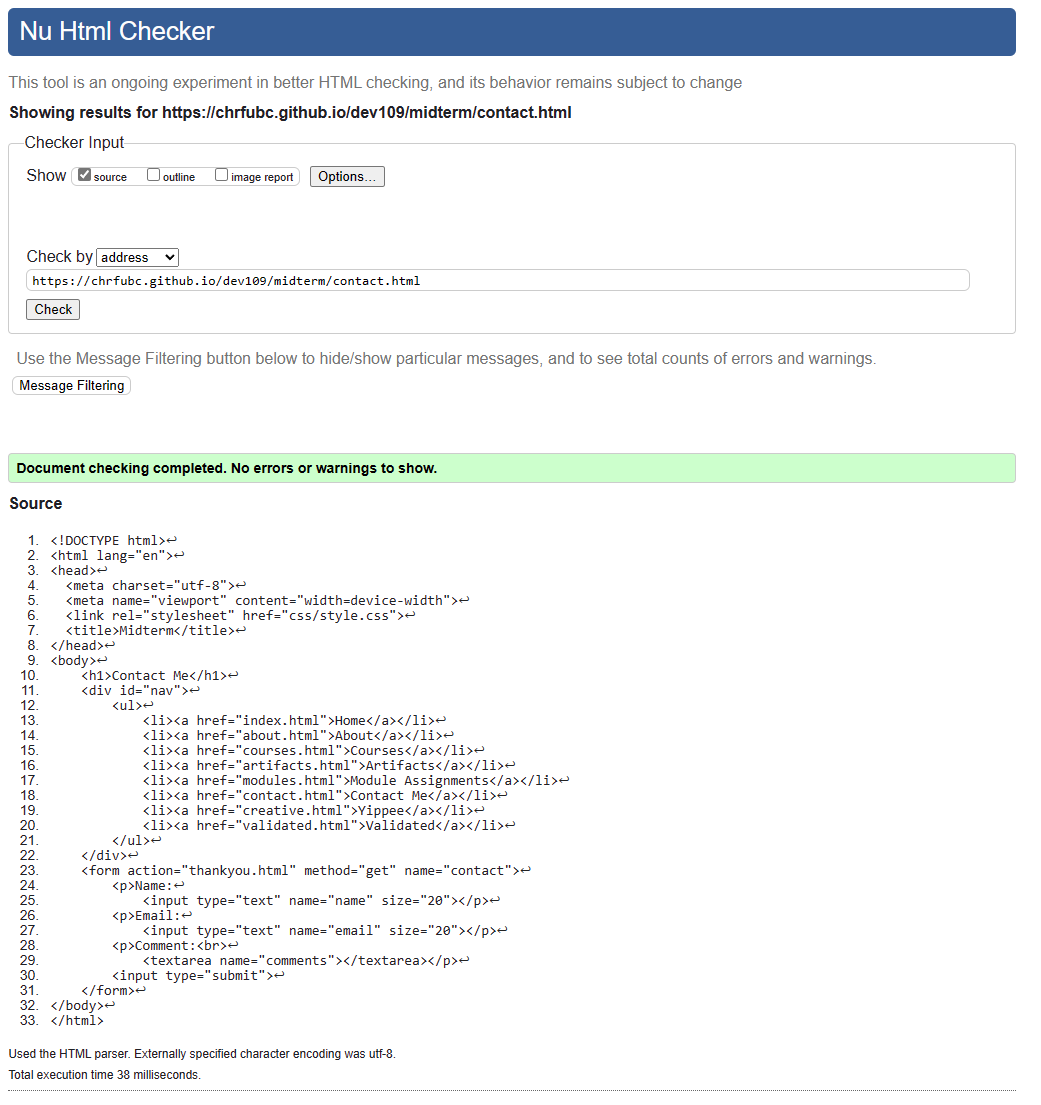 Nu Html Checker
This tool is an ongoing experiment in better HTML checking, and its behavior remains subject to change
Showing results for https://chrfubc.github.io/dev109/midterm/contact.html
Checker Input
Show source outline image report Options...
Check by address
https://chrfubc.github.io/dev109/midterm/contact.html
Check
Use the Message Filtering button below to hide/show particular messages, and to see total counts of errors and warnings.
Message Filtering
Document checking completed. No errors or warnings to show.
Source
1. <!DOCTYPE html>↩
2. <html lang="en">↩
3. <head>↩
4.   <meta charset="utf-8">↩
5.   <meta name="viewport" content="width=device-width">↩
6.   <link rel="stylesheet" href="css/style.css">↩
7.   <title>Midterm</title>↩
8. </head>↩
9. <body>↩
10.     <h1>Contact Me</h1>↩
11.     <div id="nav">↩
12.         <ul>↩
13.             <li><a href="index.html">Home</a></li>↩
14.             <li><a href="about.html">About</a></li>↩
15.             <li><a href="courses.html">Courses</a></li>↩
16.             <li><a href="artifacts.html">Artifacts</a></li>↩
17.             <li><a href="modules.html">Module Assignments</a></li>↩
18.             <li><a href="contact.html">Contact Me</a></li>↩
19.             <li><a href="creative.html">Yippee</a></li>↩
20.             <li><a href="validated.html">Validated</a></li>↩
21.         </ul>↩
22.     </div>↩
23.     <form action="thankyou.html" method="get" name="contact">↩
24.         <p>Name:↩
25.             <input type="text" name="name" size="20"></p>↩
26.         <p>Email:↩
27.             <input type="text" name="email" size="20"></p>↩
28.         <p>Comment:<br>↩
29.             <textarea name="comments"></textarea></p>↩
30.         <input type="submit">↩
31.     </form>↩
32. </body>↩
33. </html>
Used the HTML parser. Externally specified character encoding was utf-8.
Total execution time 38 milliseconds.